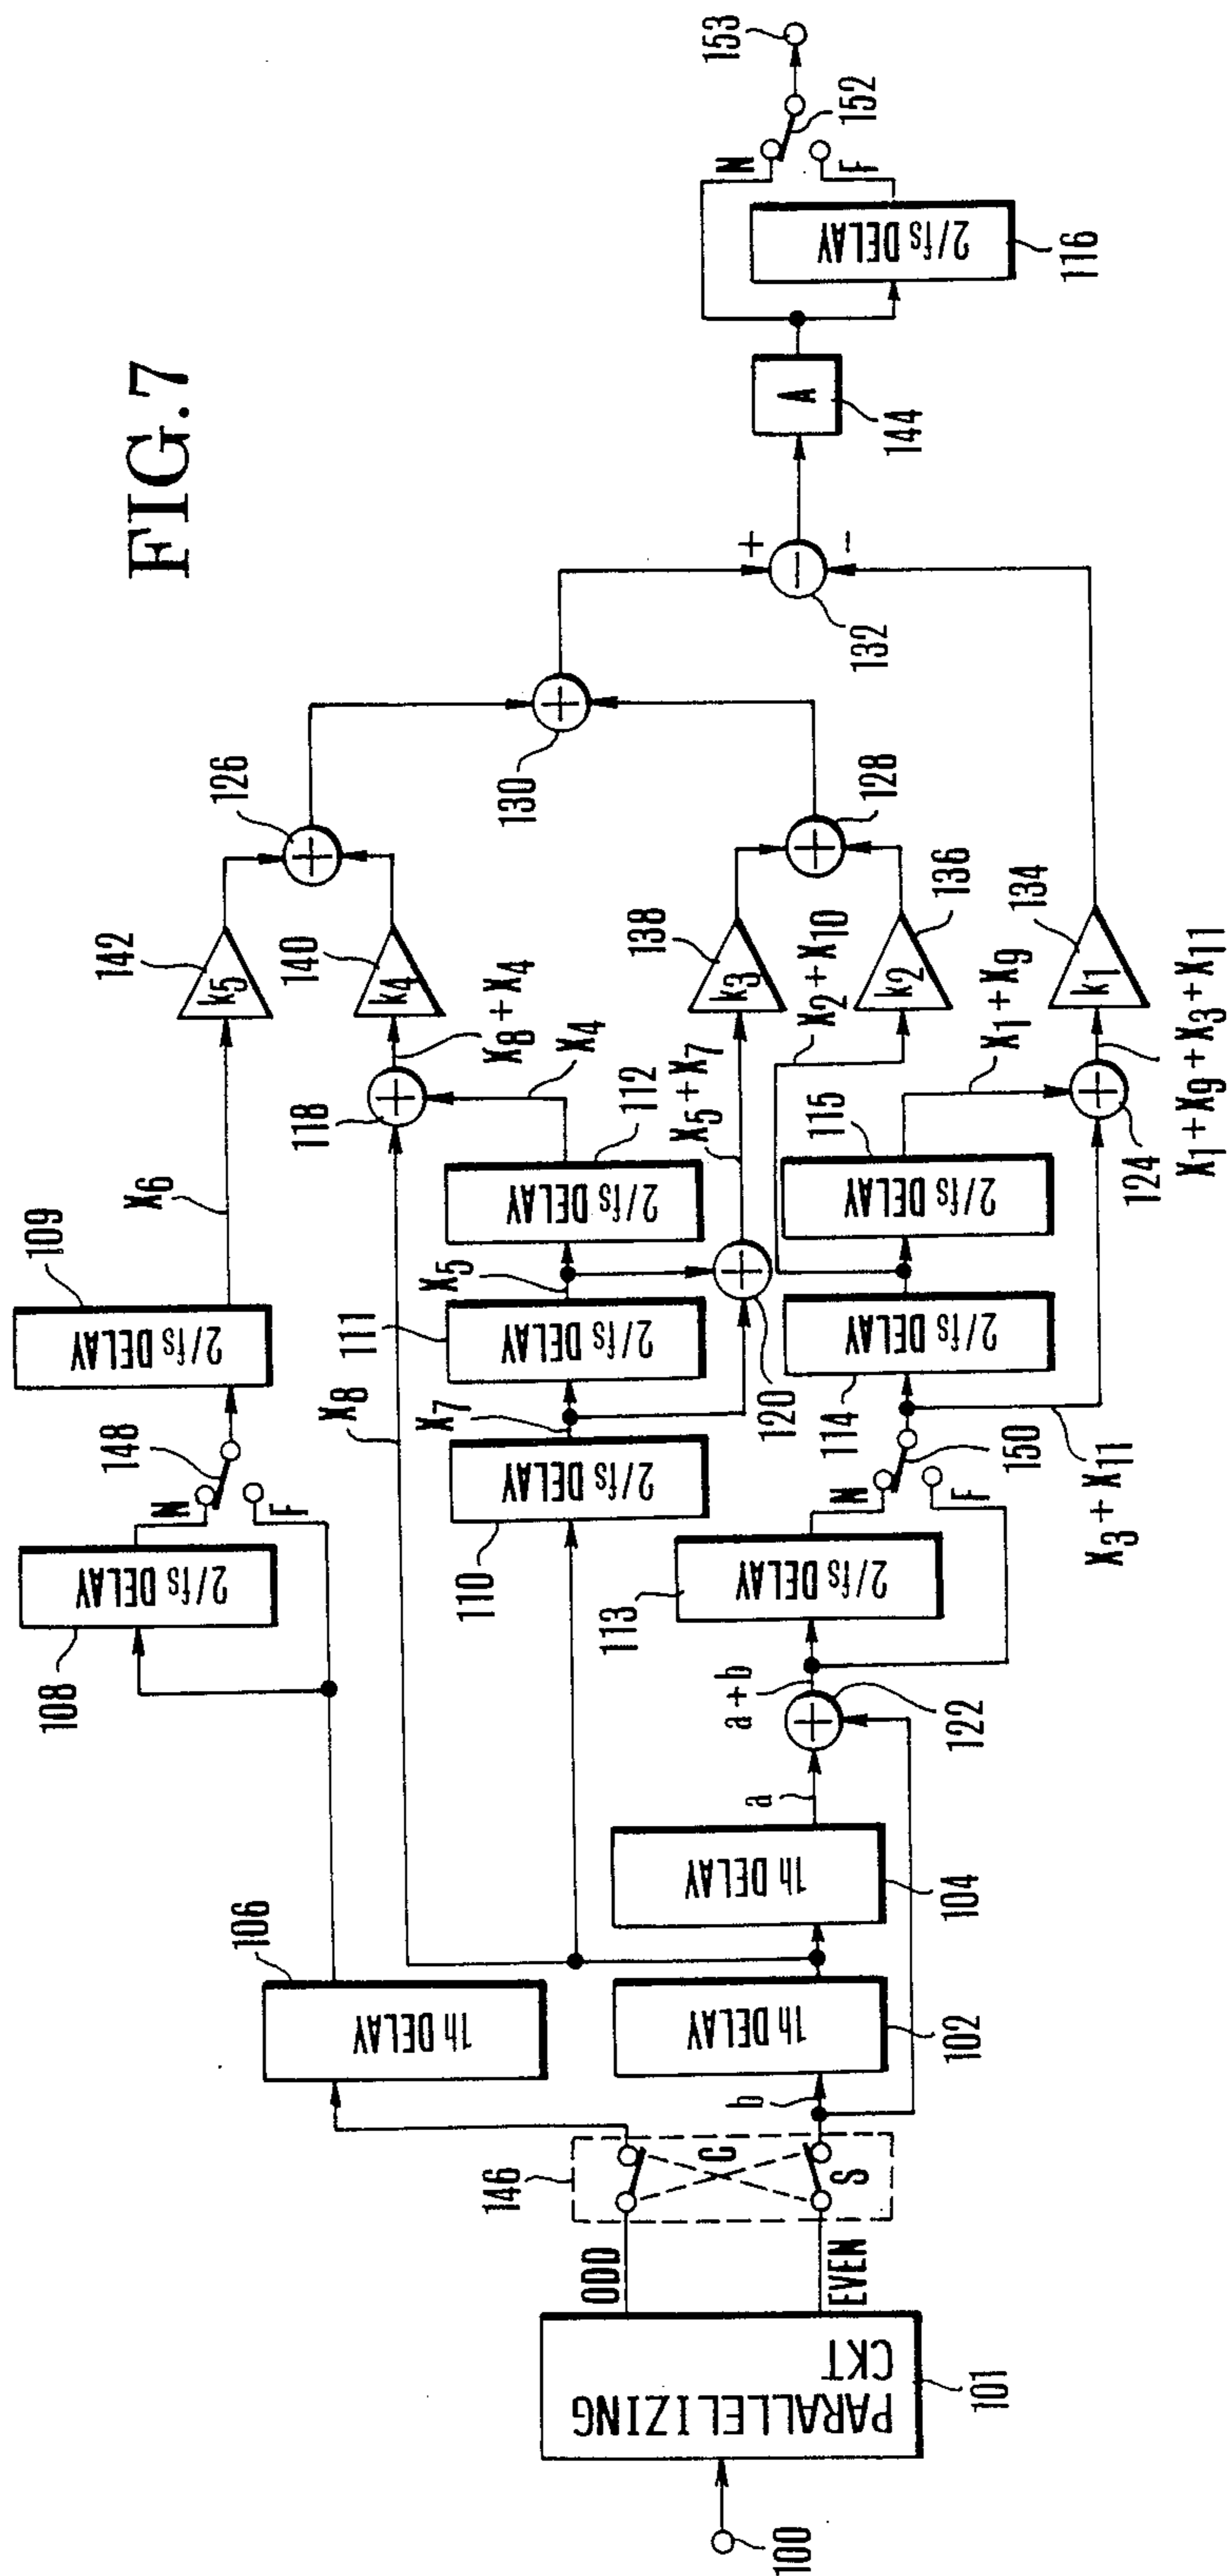 FIG.7
100
PARALLELIZING
CKT
101
ODD
EVEN
146
C
S
b
1h DELAY
106
1h DELAY
102
1h DELAY
104
a
a+b
122
2/fs DELAY
108
N
F
148
2/fs DELAY
109
X6
X8
2/fs DELAY
110
X7
2/fs DELAY
111
X5
2/fs DELAY
112
X4
118
X8+X4
120
X5+X7
2/fs DELAY
113
N
F
150
X3+X11
2/fs DELAY
114
2/fs DELAY
115
X2+X10
X1+X9
124
X1+X9+X3+X11
k5
142
k4
140
k3
138
k2
136
k1
134
126
128
130
+
-
132
A
144
2/fs DELAY
116
N
F
152
153